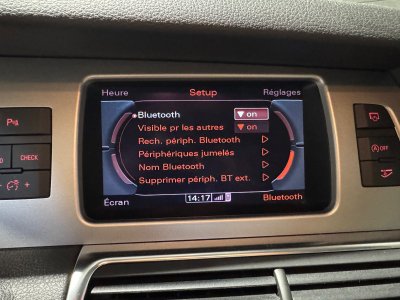 Heure Setup Réglages
Bluetooth on
Visible pr les autres on
Rech. périph. Bluetooth
Périphériques jumelés
Nom Bluetooth
Supprimer périph. BT ext.
Écran 14:17 Bluetooth
P
CHECK
OFF